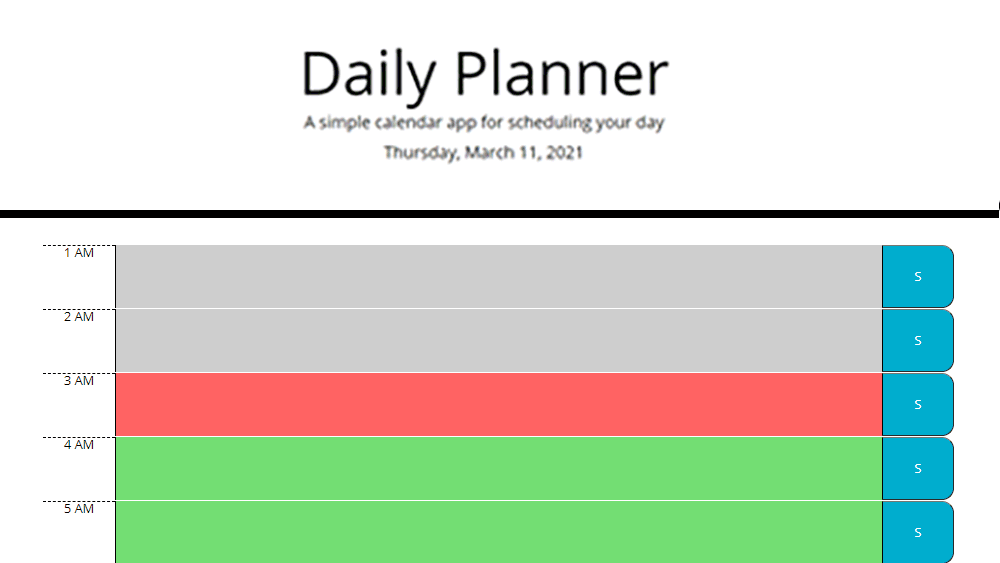 Daily Planner
A simple calendar app for scheduling your day
Thursday, March 11, 2021
1 AM
S
2 AM
S
3 AM
S
4 AM
S
5 AM
S